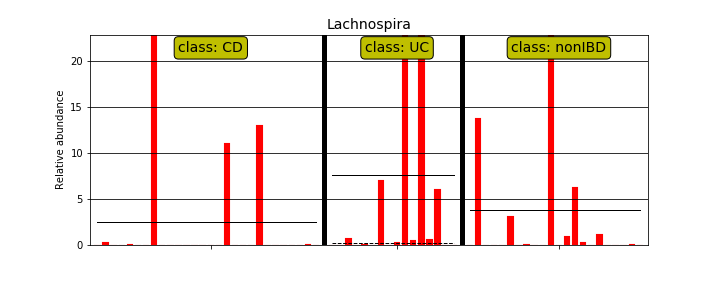 Lachnospira
class: CD
class: UC
class: nonIBD
Relative abundance
20
15
10
5
0